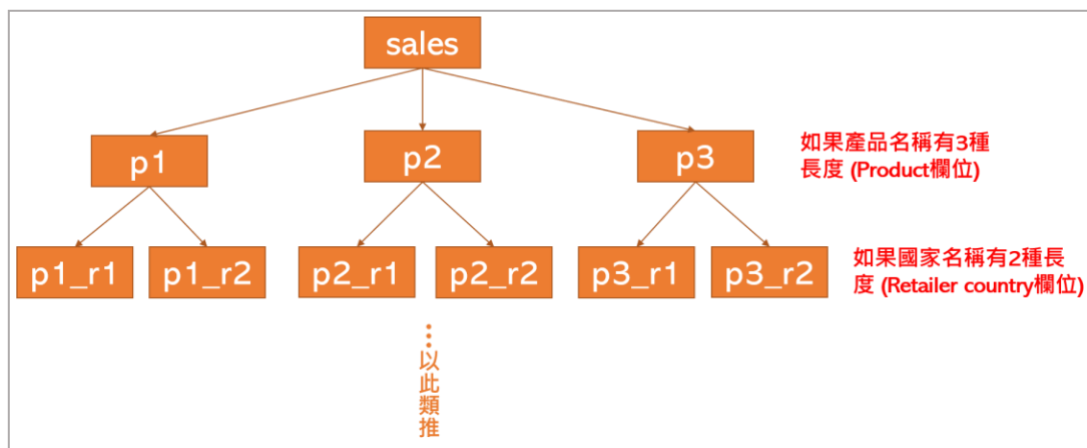 sales
p1
p2
p3
如果產品名稱有3種
長度 (Product欄位)
p1_r1
p1_r2
p2_r1
p2_r2
p3_r1
p3_r2
如果國家名稱有2種長
度 (Retailer country欄位)
…以此類推